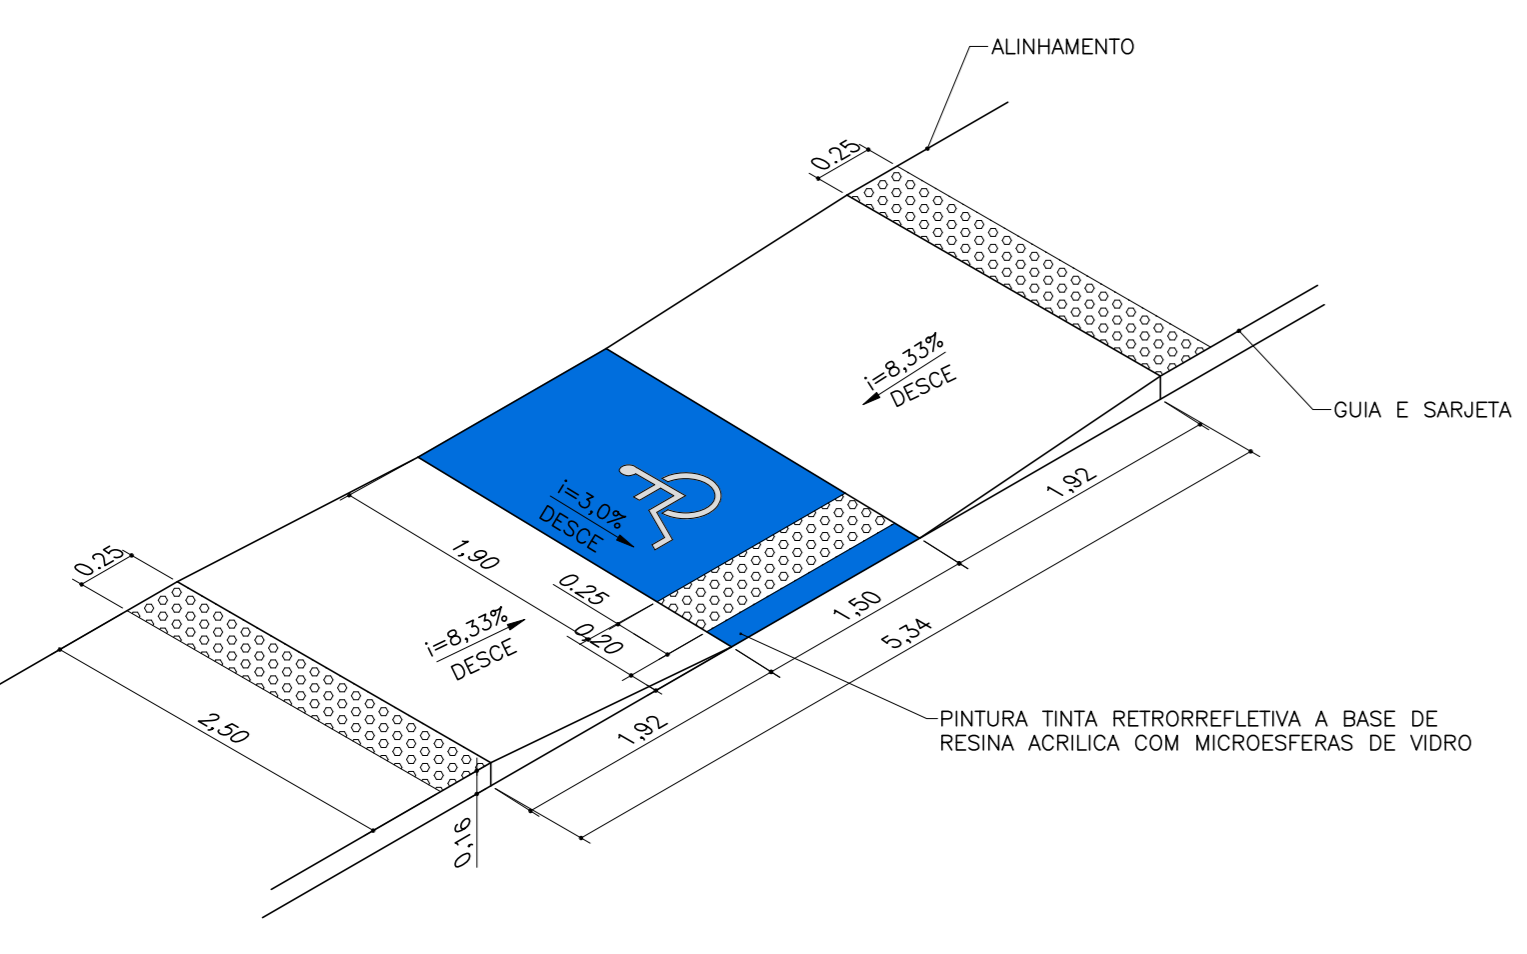 ALINHAMENTO
0.25
i=8,33%
DESCE
GUIA E SARJETA
1,92
i=3,0%
DESCE
1,90
0.25
0.25
0.20
1,50
5,34
i=8,33%
DESCE
2,50
1,92
PINTURA TINTA RETRORREFLETIVA A BASE DE
RESINA ACRILICA COM MICROESFERAS DE VIDRO
0,16